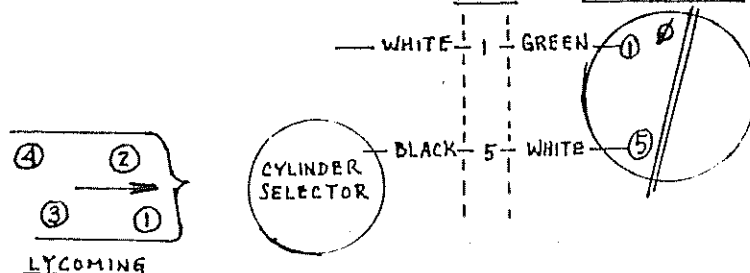 WHITE 1 GREEN ① Ø
④ ② CYLINDER SELECTOR BLACK 5 WHITE ⑤
③ ①
LYCOMING